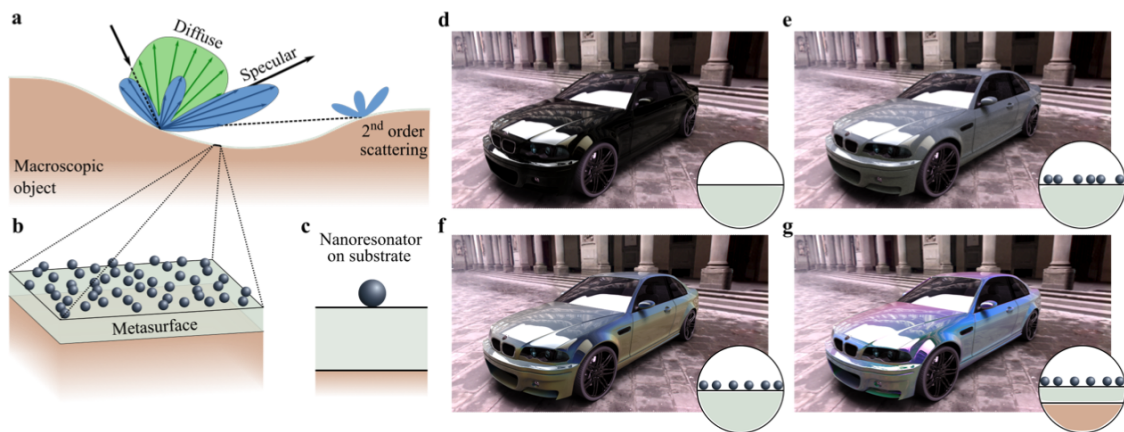 a
Diffuse
Specular
2nd order
scattering
Macroscopic
object
b
Metasurface
c
Nanoresonator
on substrate
d
e
f
g